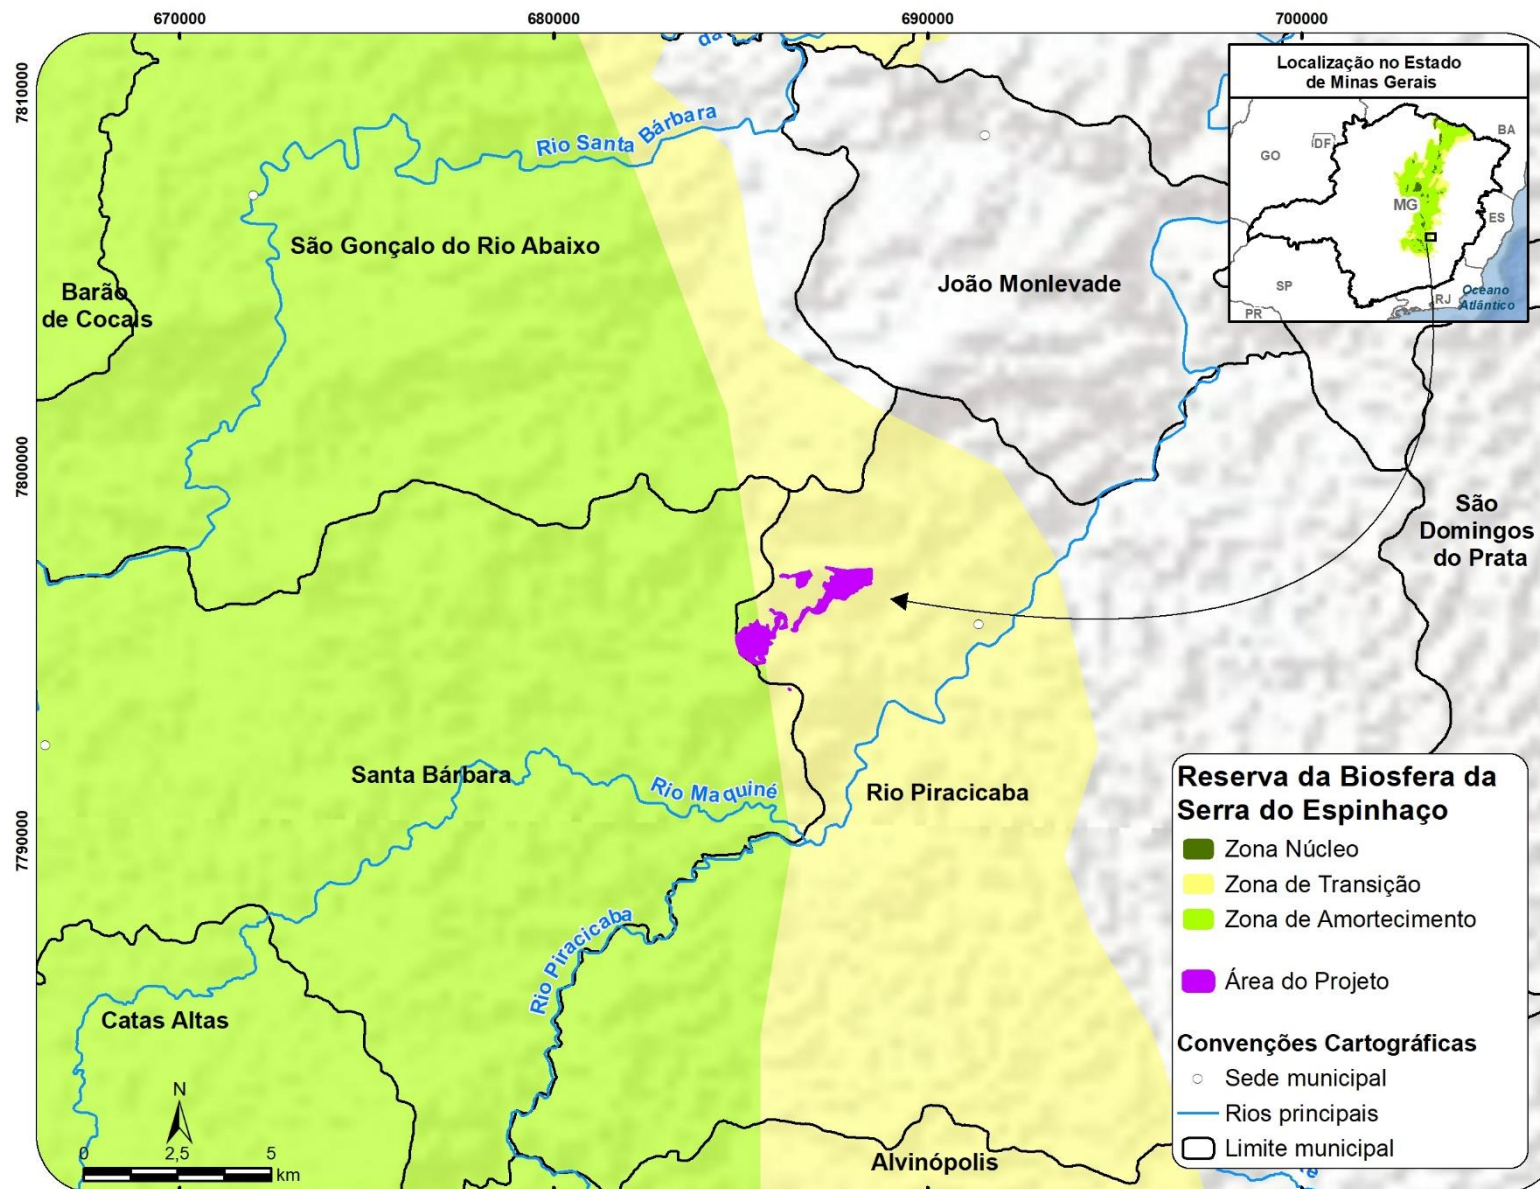 670000
680000
690000
700000
7810000
7800000
7790000
da
Rio Santa Bárbara
São Gonçalo do Rio Abaixo
Barão
de Cocais
João Monlevade
São
Domingos
do Prata
Santa Bárbara
Rio Maquiné
Rio Piracicaba
Rio Piracicaba
Catas Altas
Alvinópolis
N
0 2,5 5
km
Localização no Estado
de Minas Gerais
GO
DF
BA
MG
ES
SP
RJ
PR
Oceano
Atlântico
Reserva da Biosfera da
Serra do Espinhaço
Zona Núcleo
Zona de Transição
Zona de Amortecimento
Área do Projeto
Convenções Cartográficas
Sede municipal
Rios principais
Limite municipal